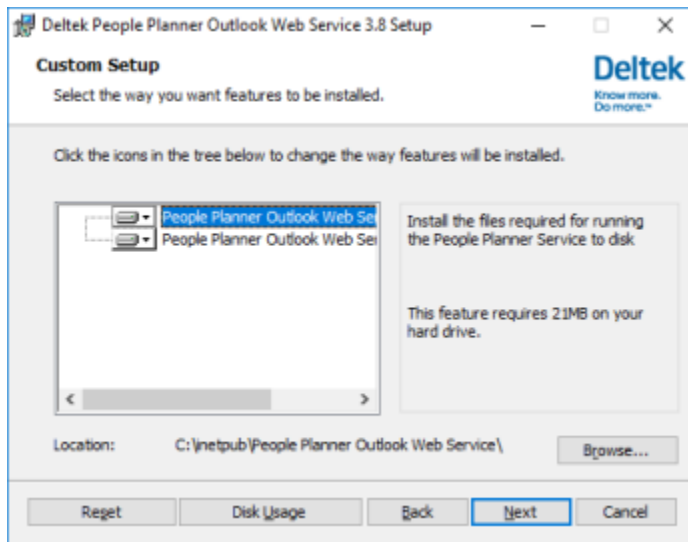 Deltek People Planner Outlook Web Service 3.8 Setup
Custom Setup
Select the way you want features to be installed.
Deltek
Know more.
Do more.™
Click the icons in the tree below to change the way features will be installed.
People Planner Outlook Web Se
People Planner Outlook Web Se
Install the files required for running
the People Planner Service to disk
This feature requires 21MB on your
hard drive.
Location: C:\inetpub\People Planner Outlook Web Service\
Browse...
Reset Disk Usage Back Next Cancel